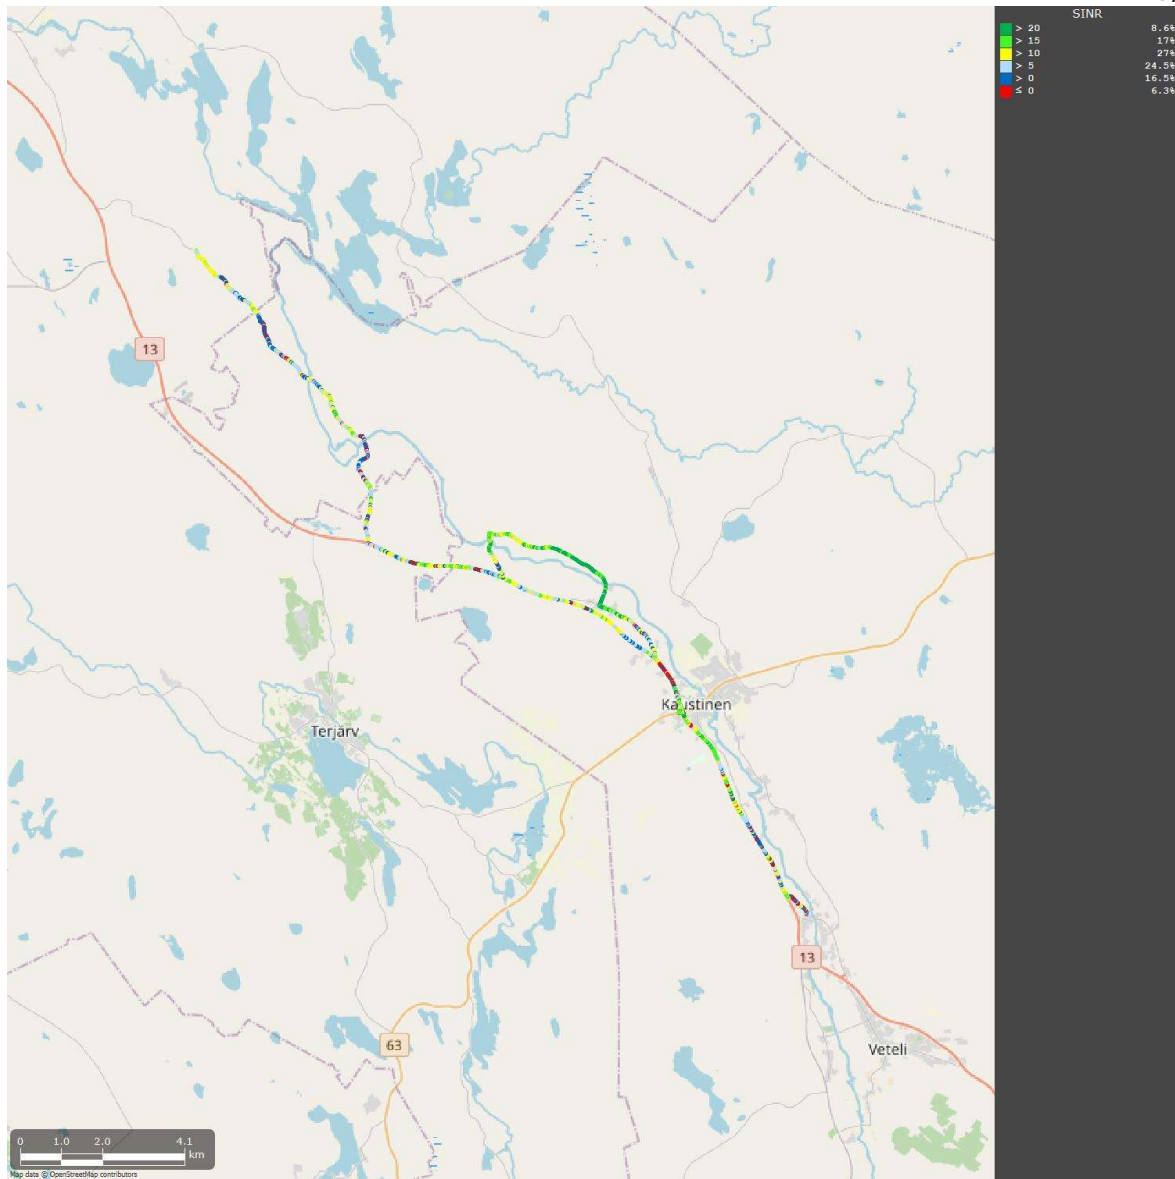 SINR
> 20 8.6%
> 15 17%
> 10 27%
> 5 24.5%
> 0 16.5%
≤ 0 6.3%
13
Kaustinen
Terjärv
13
63
Veteli
0 1.0 2.0 4.1
km
Map data © OpenStreetMap contributors